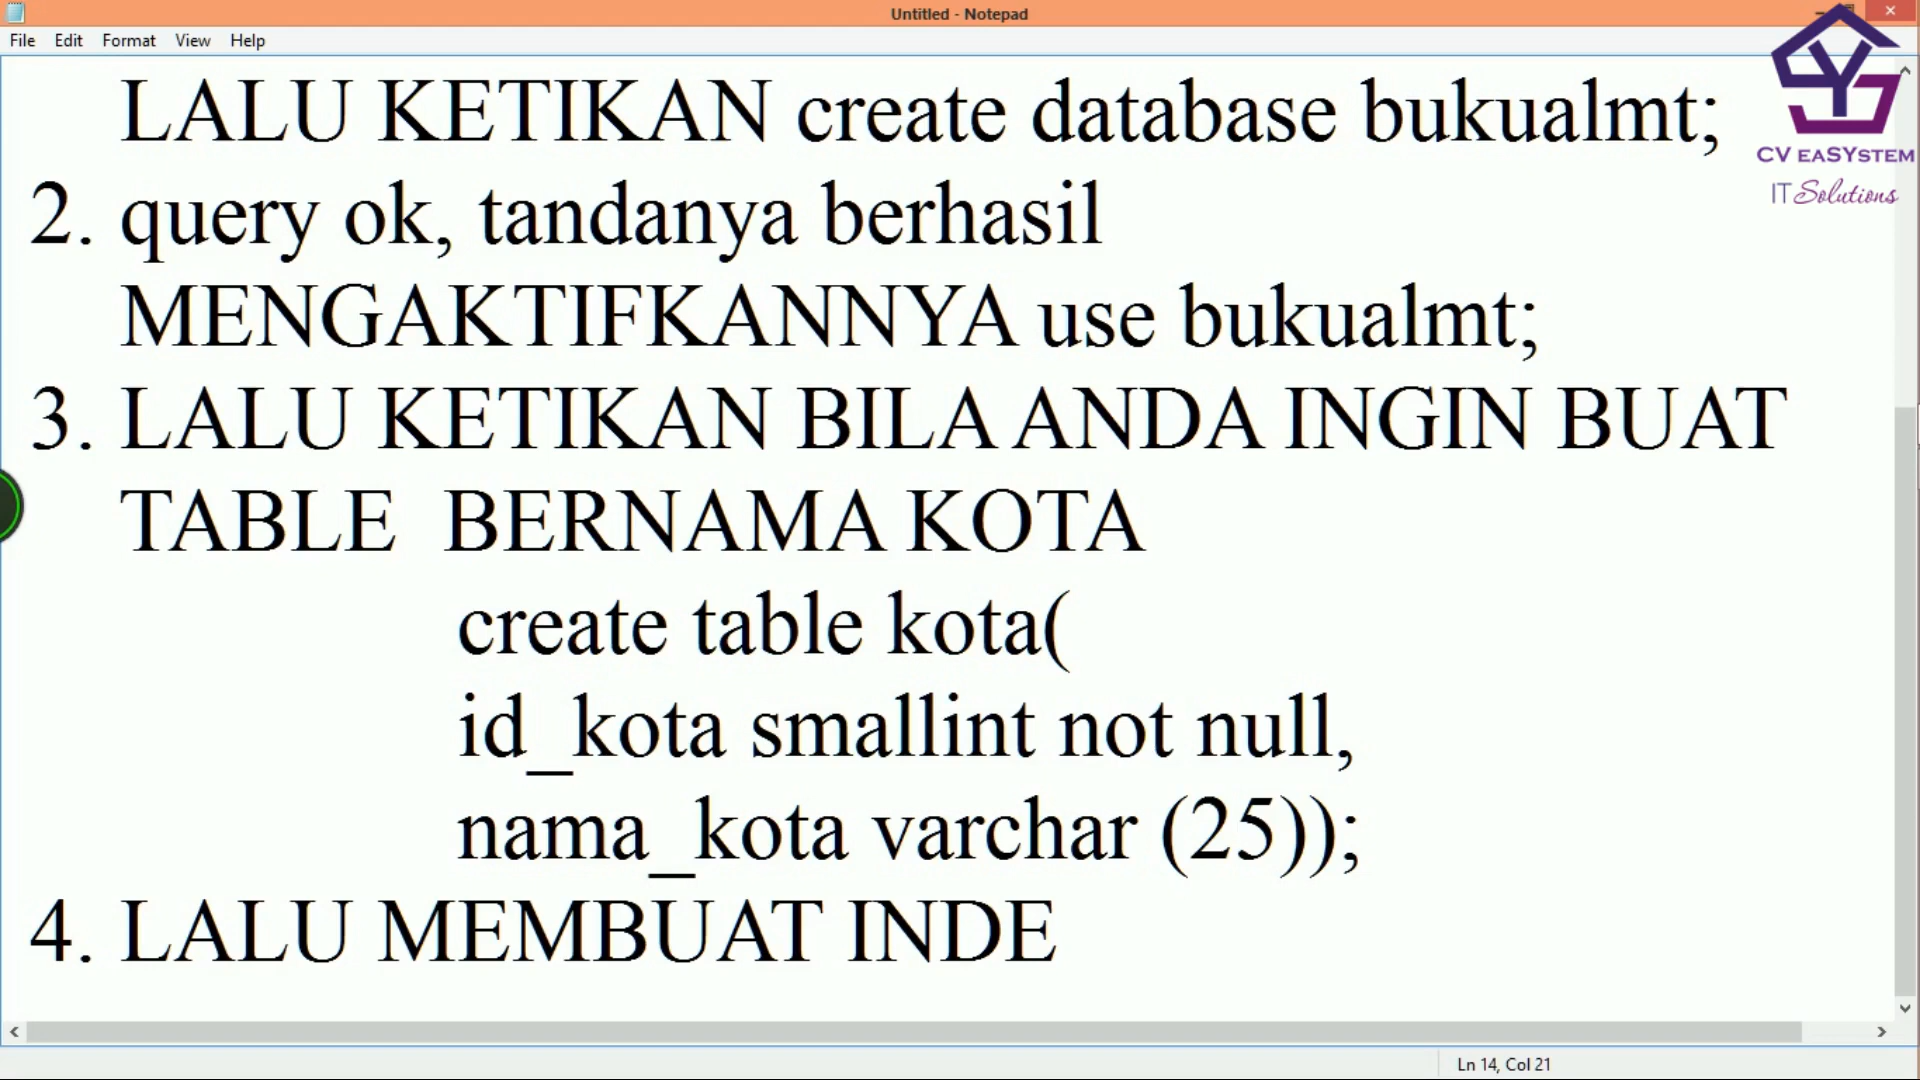 Untitled - Notepad
File Edit Format View Help
LALU KETIKAN create database bukualmt;
2. query ok, tandanya berhasil
MENGAKTIFKANNYA use bukualmt;
3. LALU KETIKAN BILA ANDA INGIN BUAT
TABLE  BERNAMA KOTA
create table kota(
id_kota smallint not null,
nama_kota varchar (25));
4. LALU MEMBUAT INDE
CV eaSYstem
IT Solutions
Ln 14, Col 21